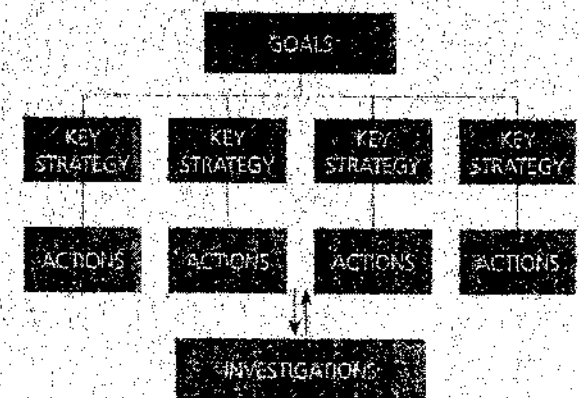 GOALS
KEY
STRATEGY
KEY
STRATEGY
KEY
STRATEGY
KEY
STRATEGY
ACTIONS
ACTIONS
ACTIONS
ACTIONS
INVESTIGATIONS